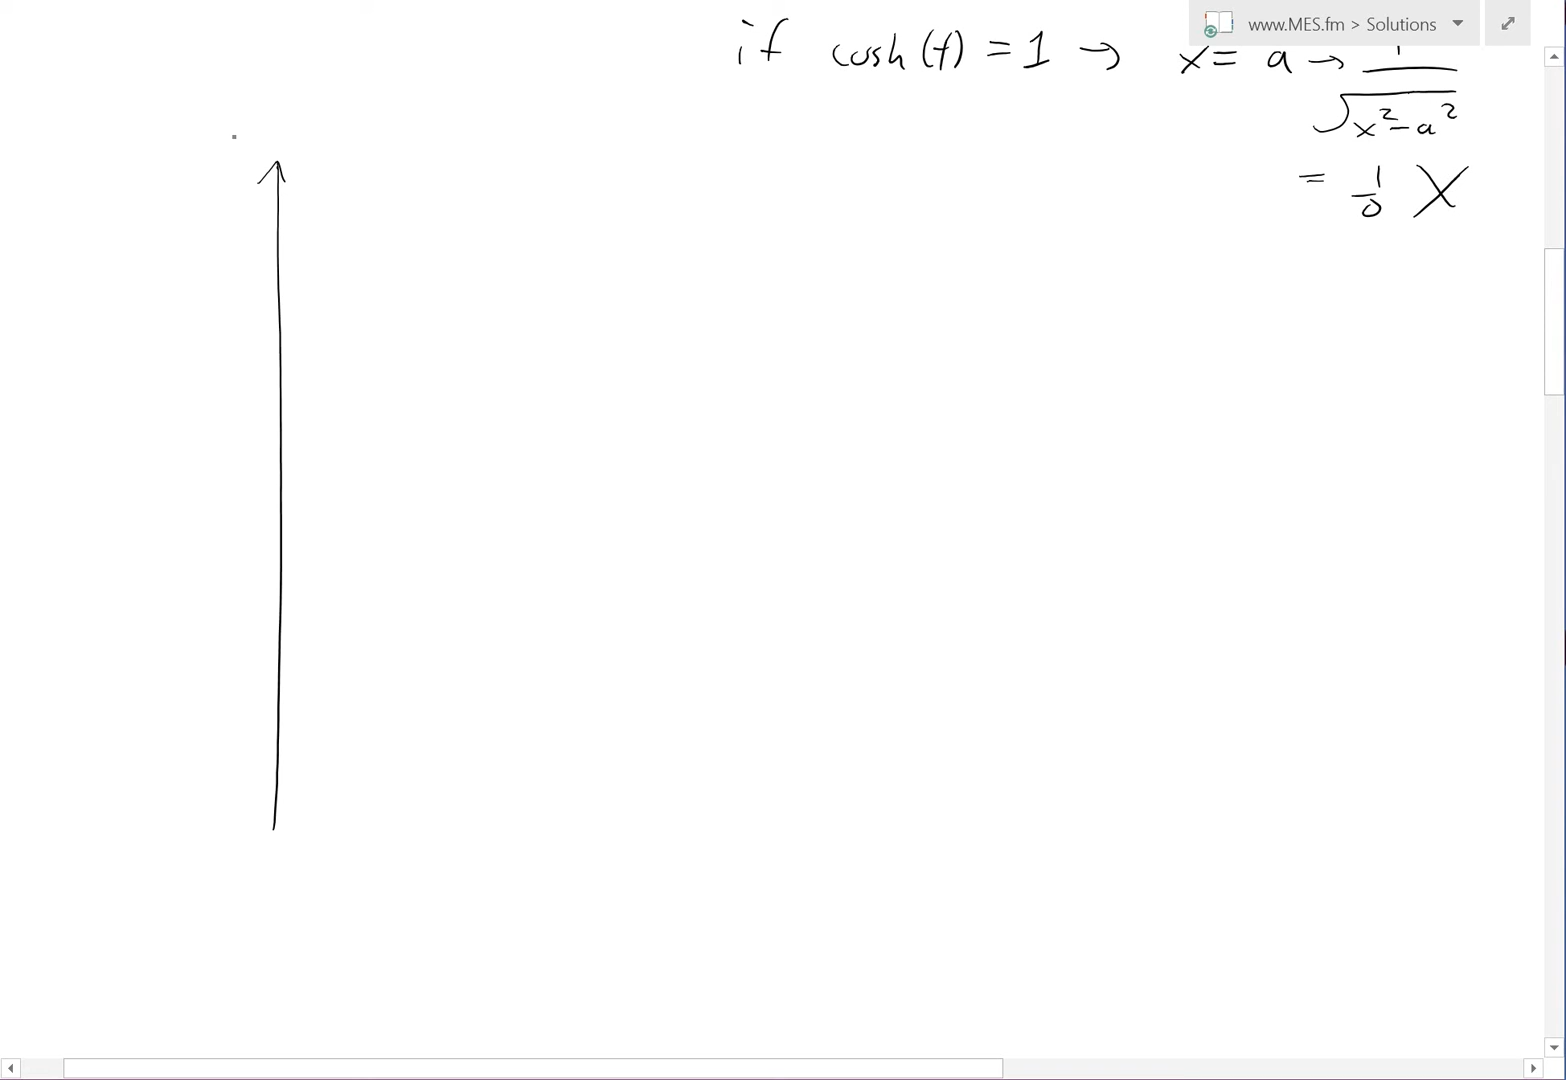 www.MES.fm > Solutions
if cosh(t) = 1 → x = a → 1/√(x²-a²)
= 1/0 X